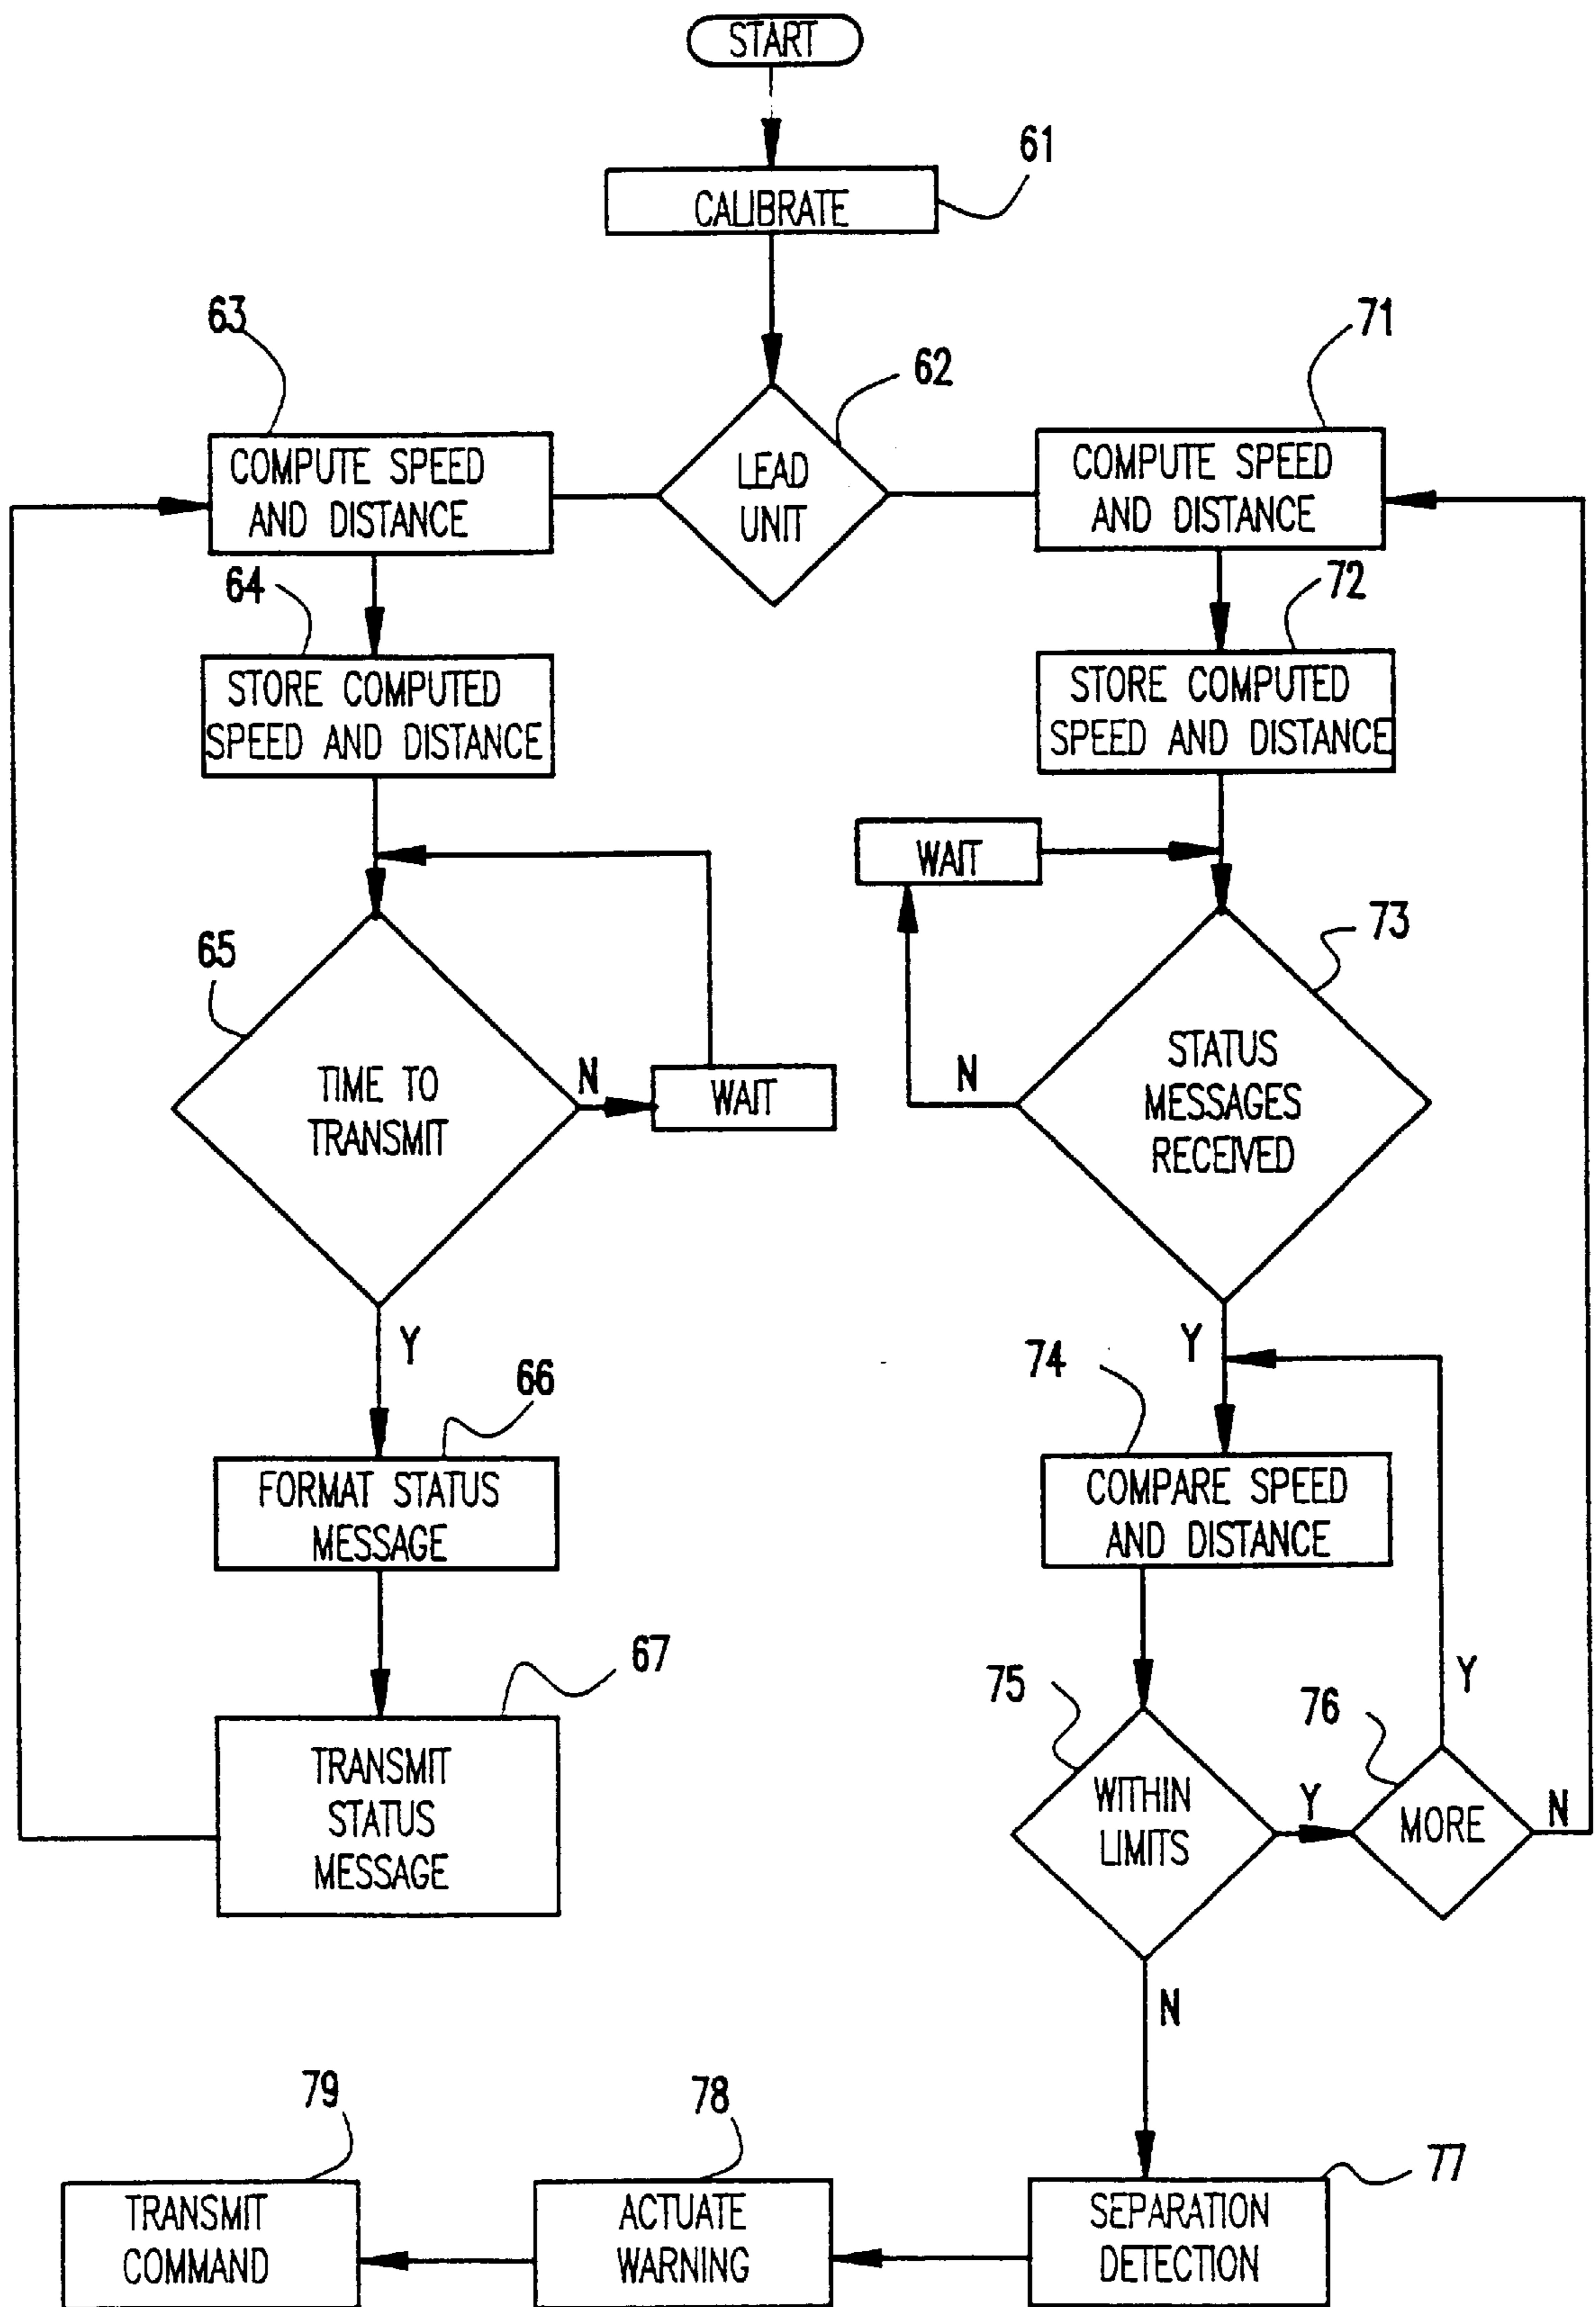 START
61
CALIBRATE
63
71
62
COMPUTE SPEED
AND DISTANCE
LEAD
UNIT
COMPUTE SPEED
AND DISTANCE
64
72
STORE COMPUTED
SPEED AND DISTANCE
STORE COMPUTED
SPEED AND DISTANCE
WAIT
65
73
TIME TO
TRANSMIT
N
WAIT
N
STATUS
MESSAGES
RECEIVED
Y
Y
74
66
FORMAT STATUS
MESSAGE
COMPARE SPEED
AND DISTANCE
67
75
76
Y
TRANSMIT
STATUS
MESSAGE
WITHIN
LIMITS
Y
MORE
N
N
79
78
77
TRANSMIT
COMMAND
ACTUATE
WARNING
SEPARATION
DETECTION